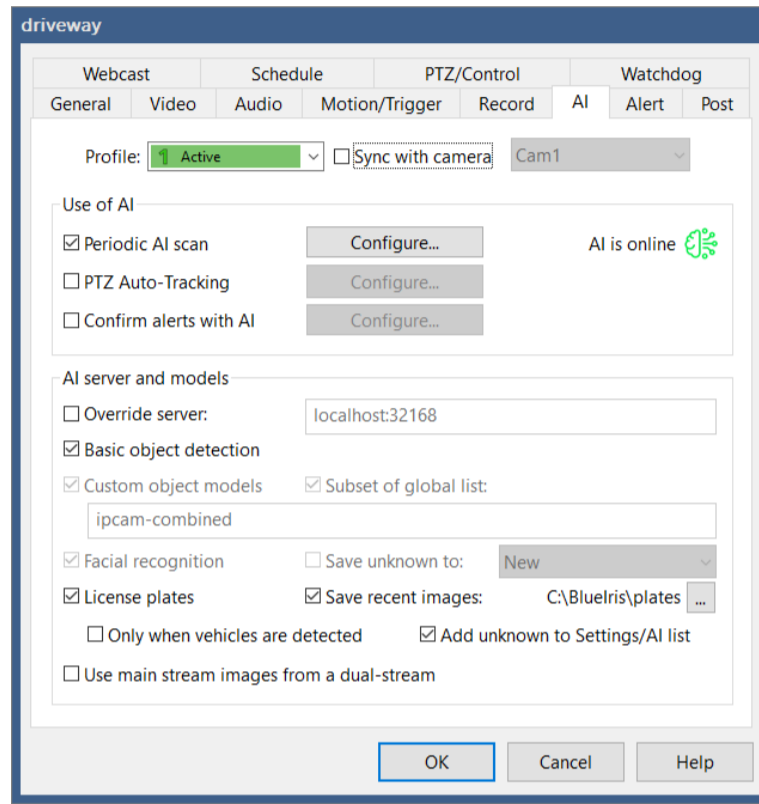 driveway
Webcast Schedule PTZ/Control Watchdog
General Video Audio Motion/Trigger Record AI Alert Post
Profile: 1 Active Sync with camera Cam1
Use of AI
Periodic AI scan Configure... AI is online
PTZ Auto-Tracking Configure...
Confirm alerts with AI Configure...
AI server and models
Override server: localhost:32168
Basic object detection
Custom object models Subset of global list:
ipcam-combined
Facial recognition Save unknown to: New
License plates Save recent images: C:\BlueIris\plates ...
Only when vehicles are detected Add unknown to Settings/AI list
Use main stream images from a dual-stream
OK Cancel Help